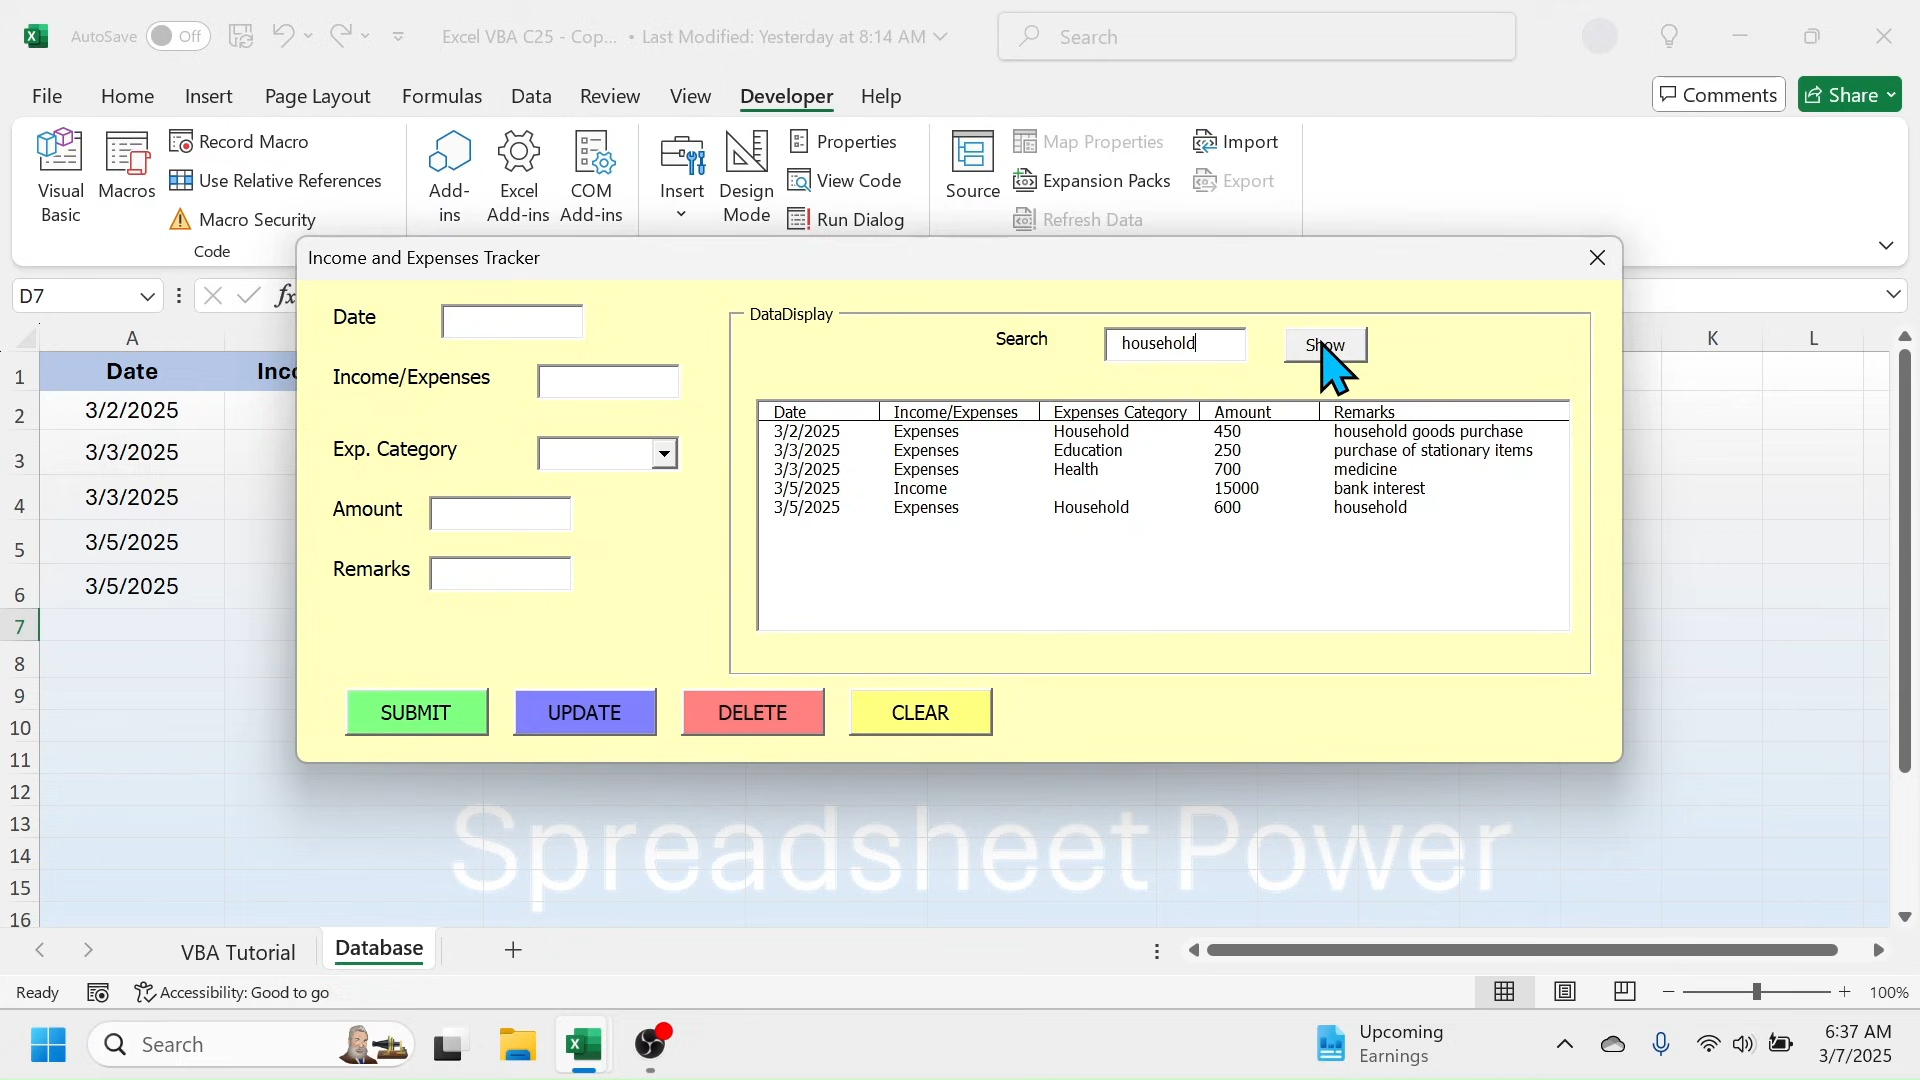 AutoSave Off Excel VBA C25 - Cop... • Last Modified: Yesterday at 8:14 AM Search
File Home Insert Page Layout Formulas Data Review View Developer Help Comments Share
Visual Basic
Macros
Record Macro
Use Relative References
Macro Security
Code
Add-ins
Excel Add-ins
COM Add-ins
Insert
Design Mode
Properties
View Code
Run Dialog
Source
Map Properties
Expansion Packs
Refresh Data
Import
Export
Income and Expenses Tracker
D7 fx
Date
Income/Expenses
Exp. Category
Amount
Remarks
DataDisplay
Search household Show
Date Income/Expenses Expenses Category Amount Remarks
3/2/2025 Expenses Household 450 household goods purchase
3/3/2025 Expenses Education 250 purchase of stationary items
3/3/2025 Expenses Health 700 medicine
3/5/2025 Income 15000 bank interest
3/5/2025 Expenses Household 600 household
SUBMIT UPDATE DELETE CLEAR
A K L
1 Date Inco
2 3/2/2025
3 3/3/2025
4 3/3/2025
5 3/5/2025
6 3/5/2025
7
8
9
10
11
12
13
14
15
16
Spreadsheet Power
VBA Tutorial Database
Ready Accessibility: Good to go 100%
Search
Upcoming
Earnings
6:37 AM
3/7/2025